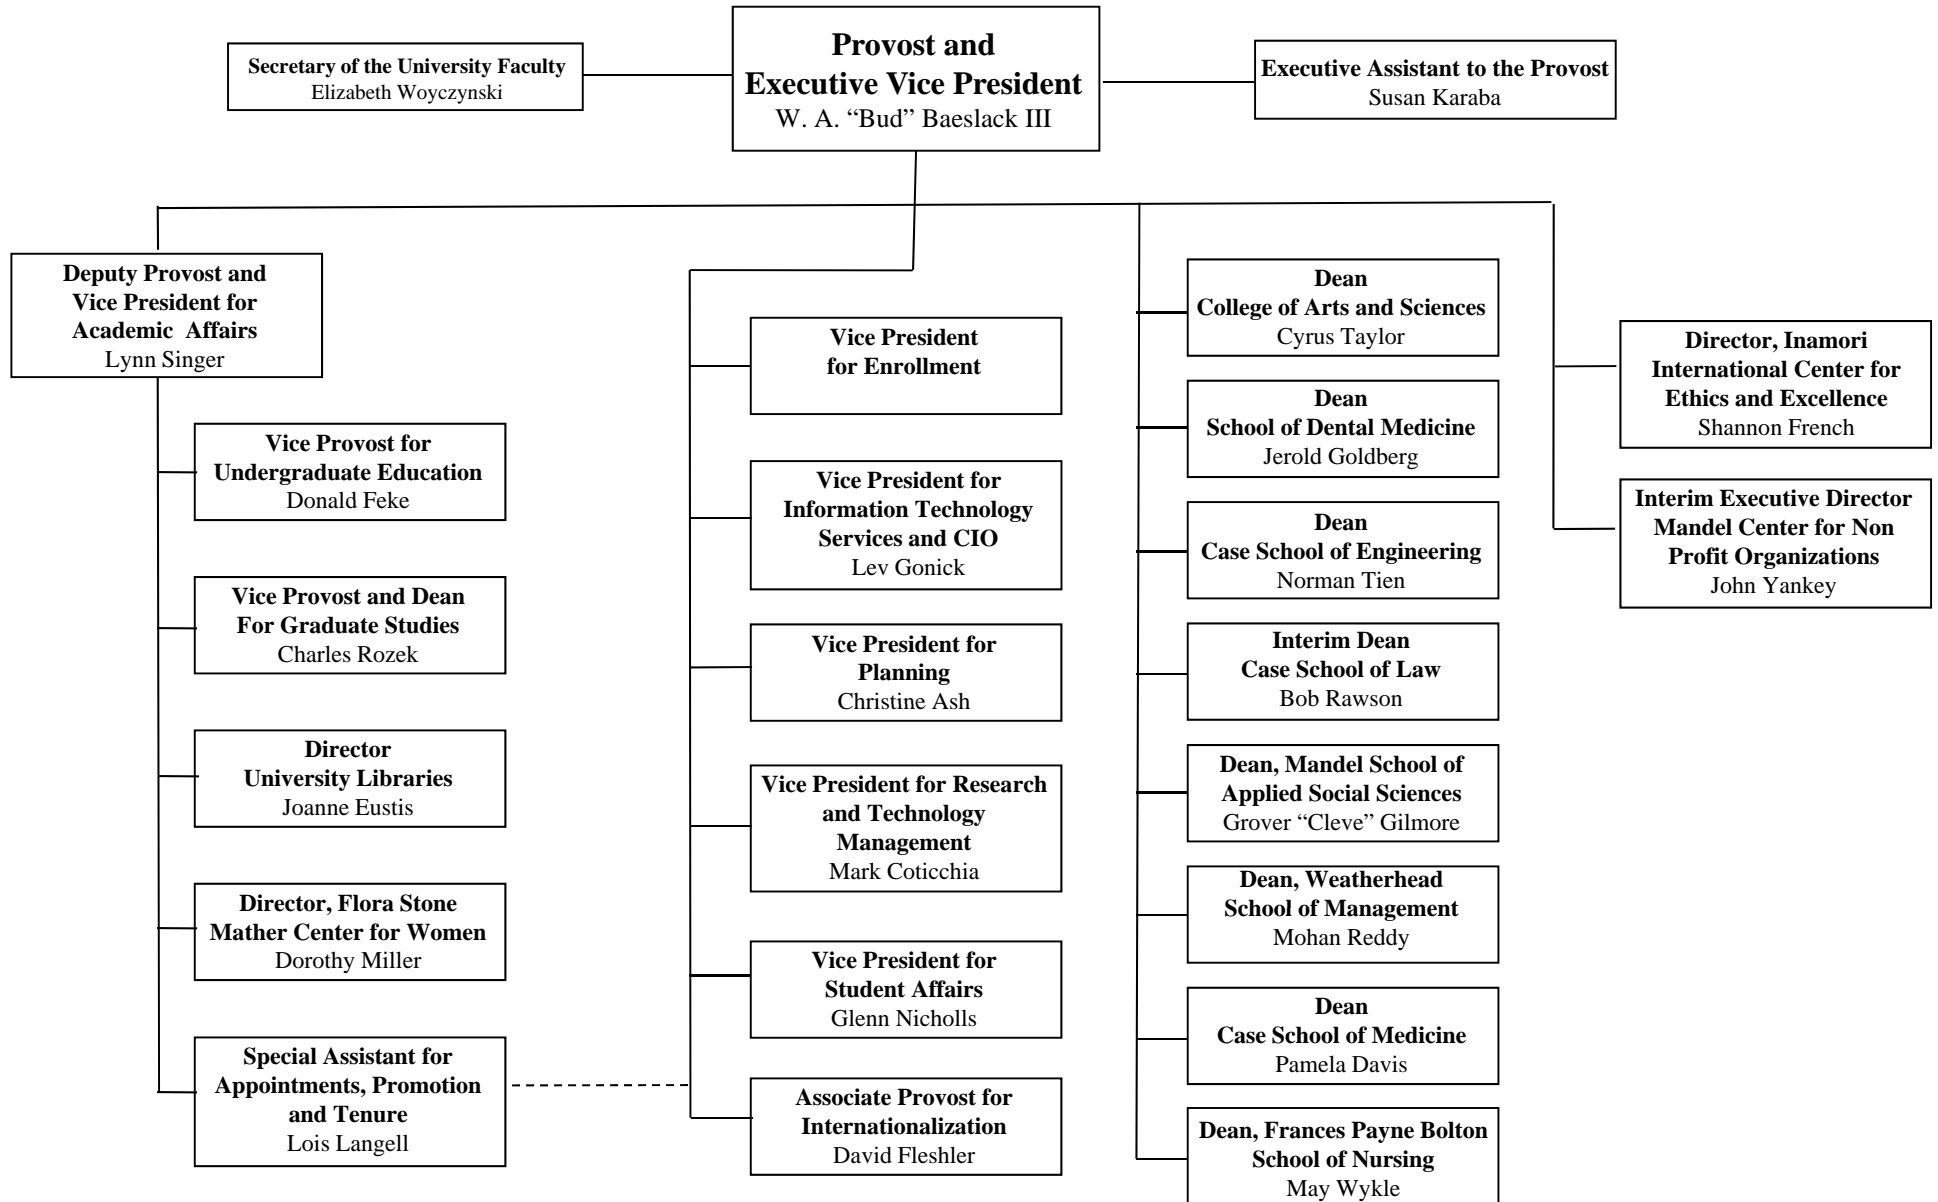 Provost and
Executive Vice President
W. A. “Bud” Baeslack III
Secretary of the University Faculty
Elizabeth Woyczynski
Executive Assistant to the Provost
Susan Karaba
Deputy Provost and
Vice President for
Academic Affairs
Lynn Singer
Vice Provost for
Undergraduate Education
Donald Feke
Vice Provost and Dean
For Graduate Studies
Charles Rozek
Director
University Libraries
Joanne Eustis
Director, Flora Stone
Mather Center for Women
Dorothy Miller
Special Assistant for
Appointments, Promotion
and Tenure
Lois Langell
Vice President
for Enrollment
Vice President for
Information Technology
Services and CIO
Lev Gonick
Vice President for
Planning
Christine Ash
Vice President for Research
and Technology
Management
Mark Coticchia
Vice President for
Student Affairs
Glenn Nicholls
Associate Provost for
Internationalization
David Fleshler
Dean
College of Arts and Sciences
Cyrus Taylor
Dean
School of Dental Medicine
Jerold Goldberg
Dean
Case School of Engineering
Norman Tien
Interim Dean
Case School of Law
Bob Rawson
Dean, Mandel School of
Applied Social Sciences
Grover “Cleve” Gilmore
Dean, Weatherhead
School of Management
Mohan Reddy
Dean
Case School of Medicine
Pamela Davis
Dean, Frances Payne Bolton
School of Nursing
May Wykle
Director, Inamori
International Center for
Ethics and Excellence
Shannon French
Interim Executive Director
Mandel Center for Non
Profit Organizations
John Yankey